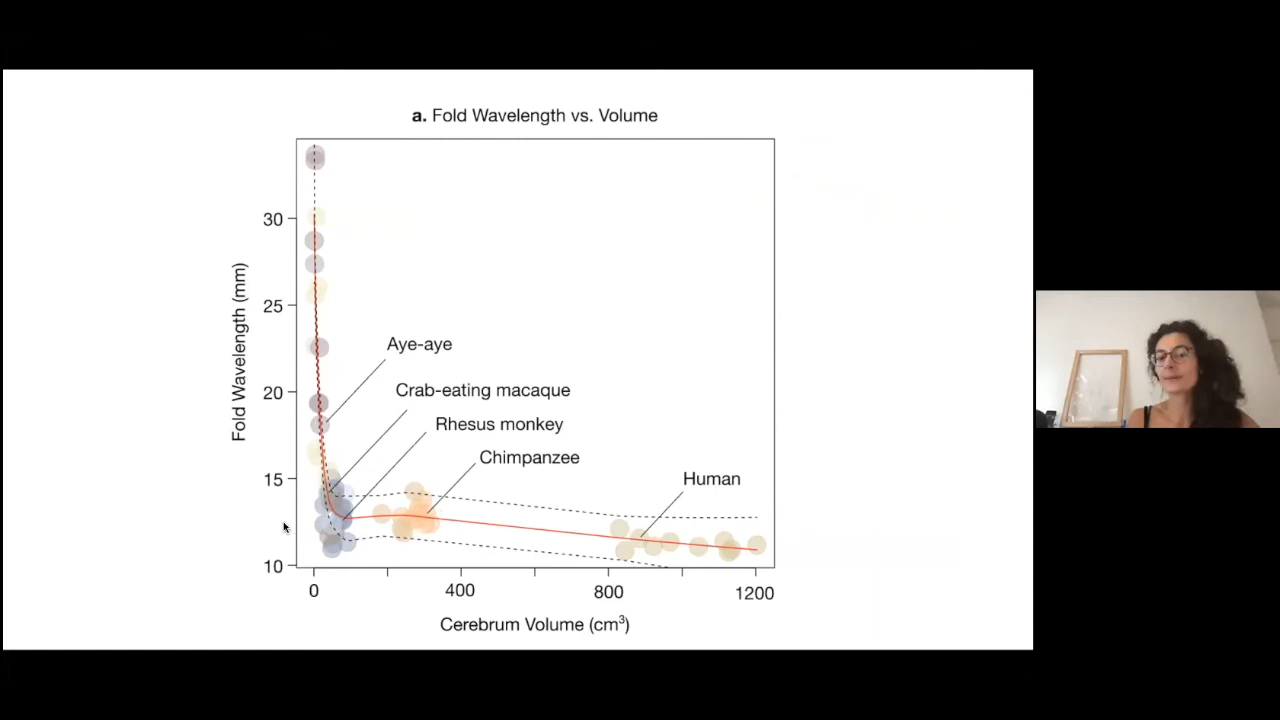 a. Fold Wavelength vs. Volume
30
25
20
15
10
Fold Wavelength (mm)
Aye-aye
Crab-eating macaque
Rhesus monkey
Chimpanzee
Human
0
400
800
1200
Cerebrum Volume (cm³)